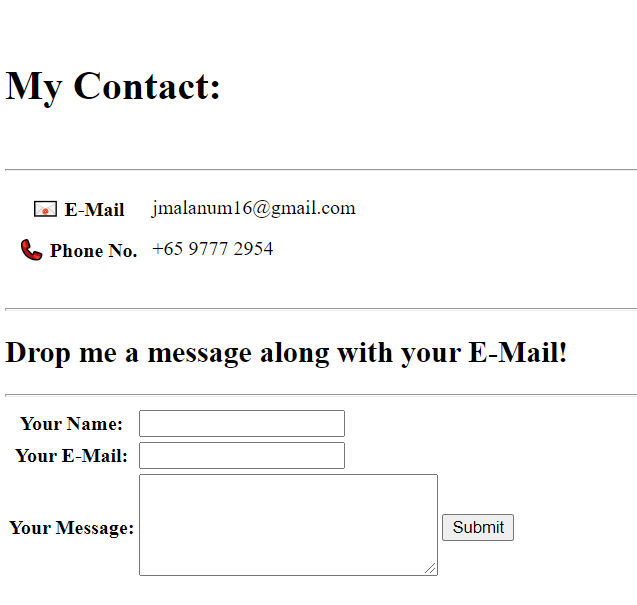 My Contact:
E-Mail jmalanum16@gmail.com
Phone No. +65 9777 2954
Drop me a message along with your E-Mail!
Your Name:
Your E-Mail:
Your Message: Submit